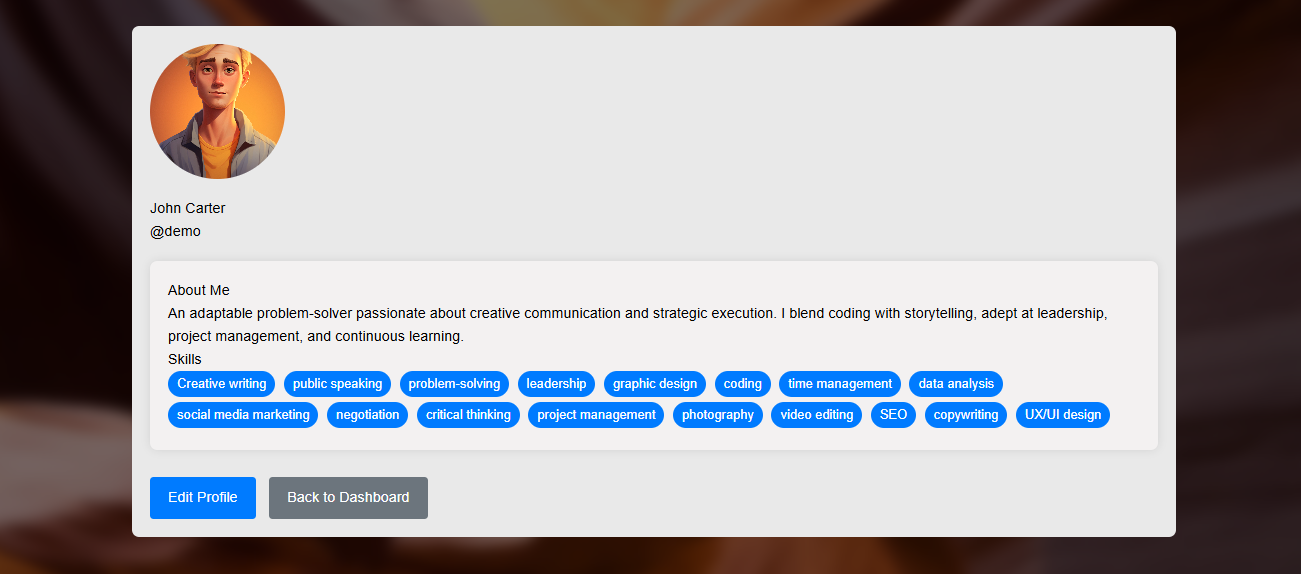 John Carter
@demo
About Me
An adaptable problem-solver passionate about creative communication and strategic execution. I blend coding with storytelling, adept at leadership,
project management, and continuous learning.
Skills
Creative writing public speaking problem-solving leadership graphic design coding time management data analysis
social media marketing negotiation critical thinking project management photography video editing SEO copywriting UX/UI design
Edit Profile Back to Dashboard